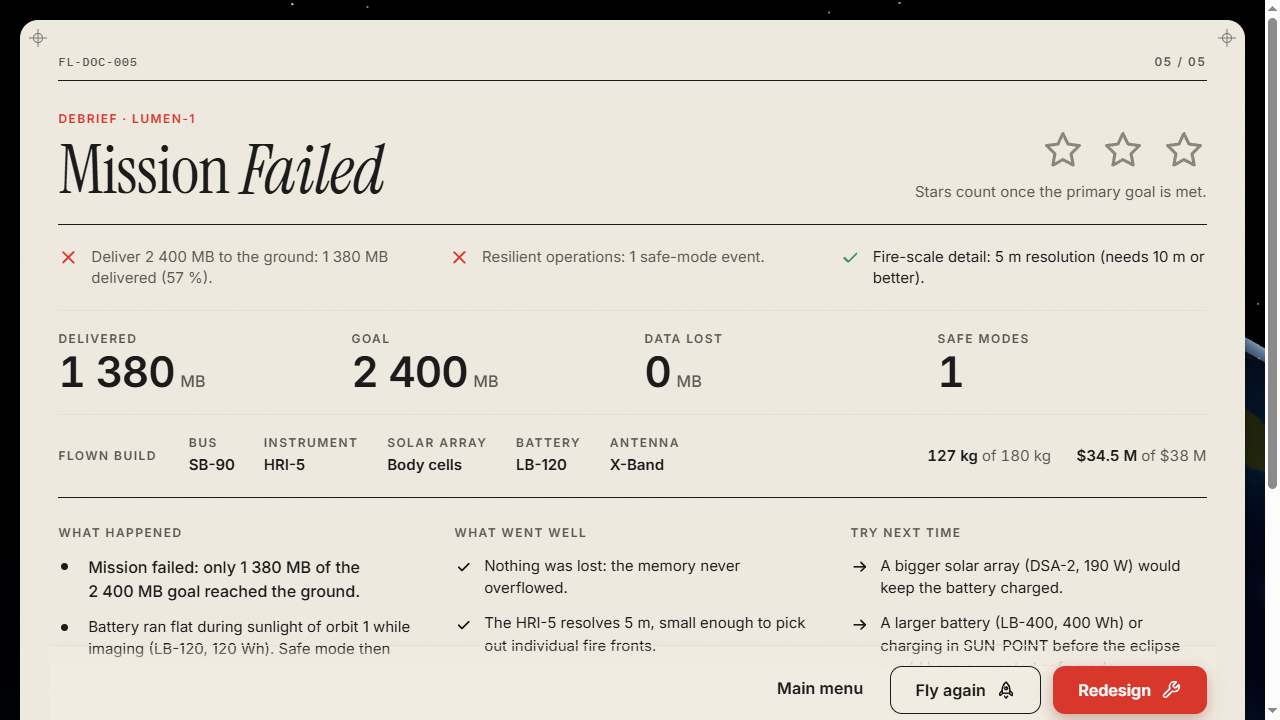 FL-DOC-005
05 / 05
DEBRIEF · LUMEN-1
Mission Failed
Stars count once the primary goal is met.
Deliver 2 400 MB to the ground: 1 380 MB
delivered (57 %).
Resilient operations: 1 safe-mode event.
Fire-scale detail: 5 m resolution (needs 10 m or
better).
DELIVERED
1 380 MB
GOAL
2 400 MB
DATA LOST
0 MB
SAFE MODES
1
FLOWN BUILD
BUS
SB-90
INSTRUMENT
HRI-5
SOLAR ARRAY
Body cells
BATTERY
LB-120
ANTENNA
X-Band
127 kg of 180 kg
$34.5 M of $38 M
WHAT HAPPENED
Mission failed: only 1 380 MB of the
2 400 MB goal reached the ground.
Battery ran flat during sunlight of orbit 1 while
imaging (LB-120, 120 Wh). Safe mode then
WHAT WENT WELL
Nothing was lost: the memory never
overflowed.
The HRI-5 resolves 5 m, small enough to pick
out individual fire fronts.
TRY NEXT TIME
A bigger solar array (DSA-2, 190 W) would
keep the battery charged.
A larger battery (LB-400, 400 Wh) or
charging in SUN_POINT before the eclipse
Main menu
Fly again
Redesign